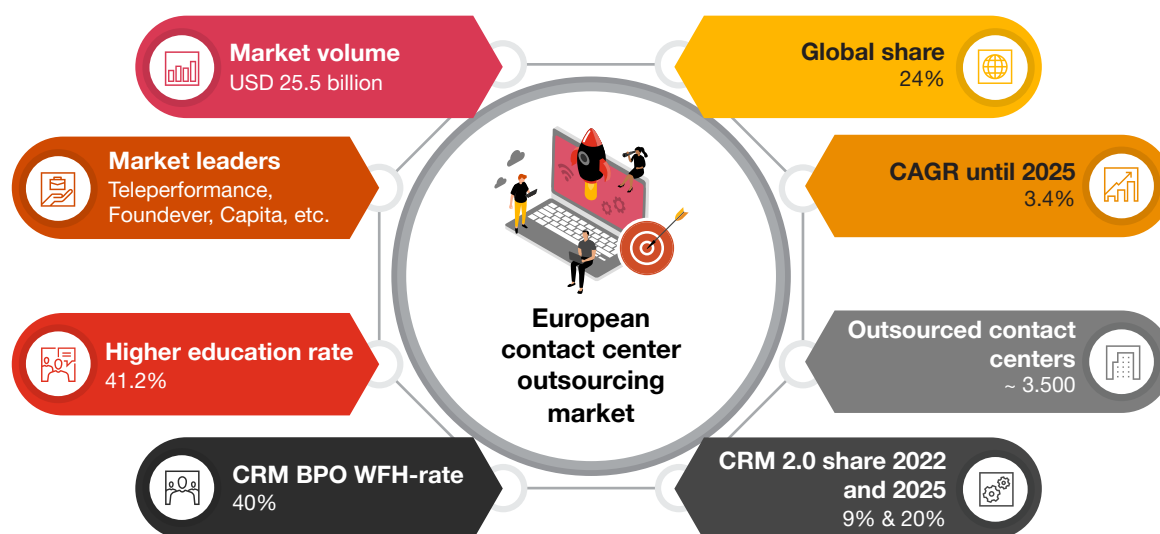 Market volume
USD 25.5 billion
Global share
24%
Market leaders
Teleperformance,
Foundever, Capita, etc.
CAGR until 2025
3.4%
European
contact center
outsourcing
market
Higher education rate
41.2%
Outsourced contact
centers
~ 3.500
CRM BPO WFH-rate
40%
CRM 2.0 share 2022
and 2025
9% & 20%